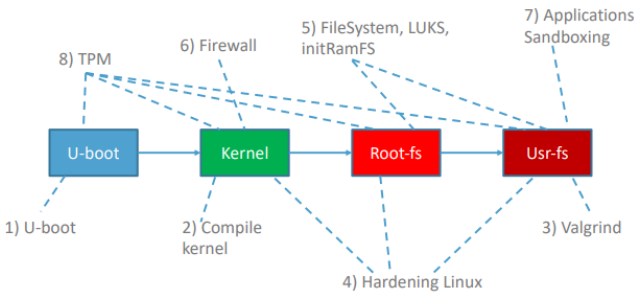 7) Applications
Sandboxing
5) FileSystem, LUKS,
initRamFS
6) Firewall
8) TPM
U-boot
Kernel
Root-fs
Usr-fs
1) U-boot
2) Compile
kernel
3) Valgrind
4) Hardening Linux